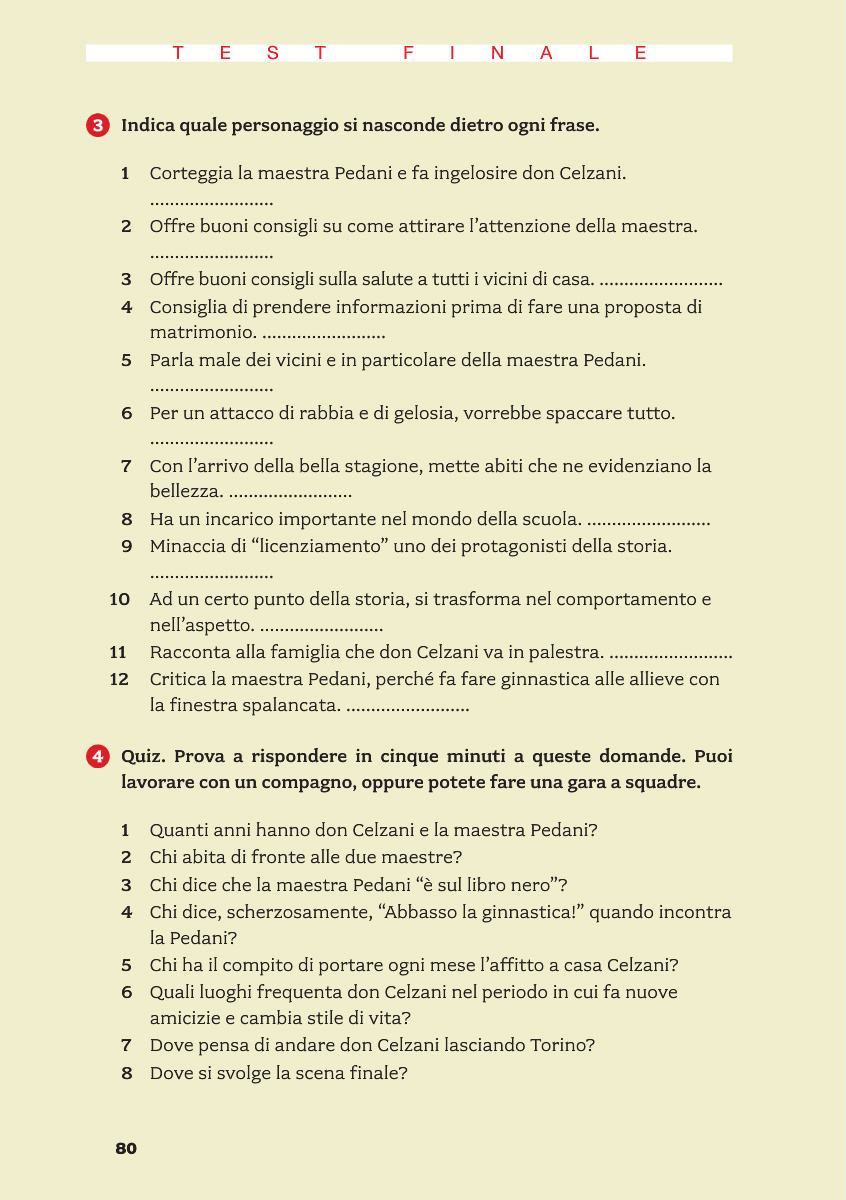 TEST FINALE
3 Indica quale personaggio si nasconde dietro ogni frase.
1 Corteggia la maestra Pedani e fa ingelosire don Celzani.
.........................
2 Offre buoni consigli su come attirare l’attenzione della maestra.
.........................
3 Offre buoni consigli sulla salute a tutti i vicini di casa. .........................
4 Consiglia di prendere informazioni prima di fare una proposta di
matrimonio. .........................
5 Parla male dei vicini e in particolare della maestra Pedani.
.........................
6 Per un attacco di rabbia e di gelosia, vorrebbe spaccare tutto.
.........................
7 Con l’arrivo della bella stagione, mette abiti che ne evidenziano la
bellezza. .........................
8 Ha un incarico importante nel mondo della scuola. .........................
9 Minaccia di “licenziamento” uno dei protagonisti della storia.
.........................
10 Ad un certo punto della storia, si trasforma nel comportamento e
nell’aspetto. .........................
11 Racconta alla famiglia che don Celzani va in palestra. .........................
12 Critica la maestra Pedani, perché fa fare ginnastica alle allieve con
la finestra spalancata. .........................
4 Quiz. Prova a rispondere in cinque minuti a queste domande. Puoi
lavorare con un compagno, oppure potete fare una gara a squadre.
1 Quanti anni hanno don Celzani e la maestra Pedani?
2 Chi abita di fronte alle due maestre?
3 Chi dice che la maestra Pedani “è sul libro nero”?
4 Chi dice, scherzosamente, “Abbasso la ginnastica!” quando incontra
la Pedani?
5 Chi ha il compito di portare ogni mese l’affitto a casa Celzani?
6 Quali luoghi frequenta don Celzani nel periodo in cui fa nuove
amicizie e cambia stile di vita?
7 Dove pensa di andare don Celzani lasciando Torino?
8 Dove si svolge la scena finale?
80